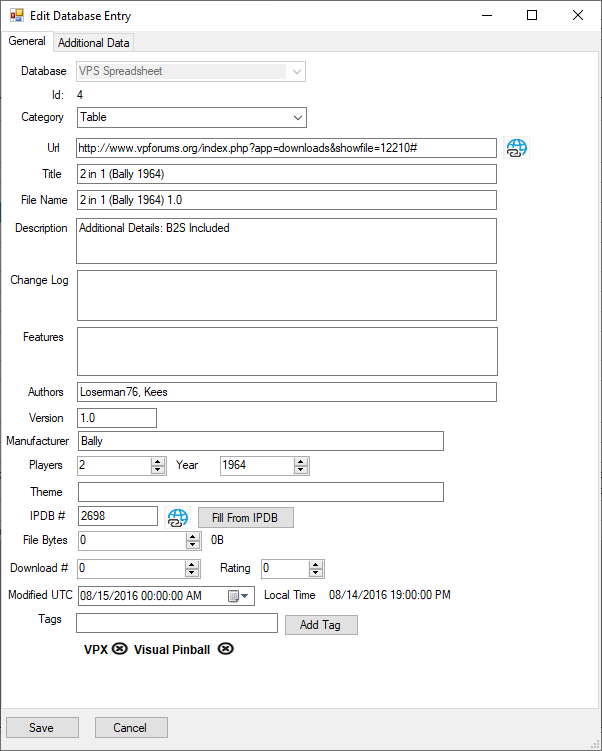 Edit Database Entry
General Additional Data
Database VPS Spreadsheet
Id: 4
Category Table
Url http://www.vpforums.org/index.php?app=downloads&showfile=12210#
Title 2 in 1 (Bally 1964)
File Name 2 in 1 (Bally 1964) 1.0
Description Additional Details: B2S Included
Change Log
Features
Authors Loserman76, Kees
Version 1.0
Manufacturer Bally
Players 2 Year 1964
Theme
IPDB # 2698 Fill From IPDB
File Bytes 0 0B
Download # 0 Rating 0
Modified UTC 08/15/2016 00:00:00 AM Local Time 08/14/2016 19:00:00 PM
Tags Add Tag
VPX Visual Pinball
Save Cancel